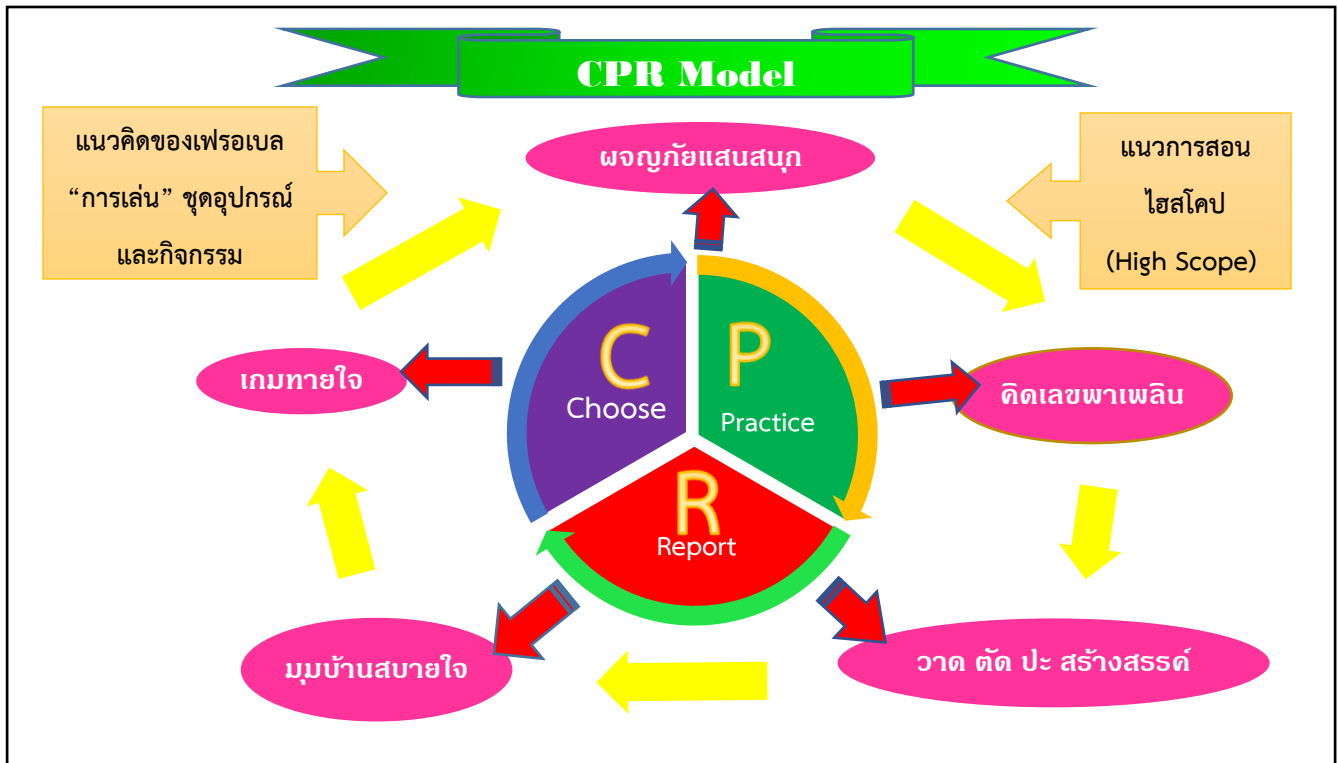 CPR Model
แนวคิดของเฟรอเบล
“การเล่น” ชุดอุปกรณ์
และกิจกรรม
ผจญภัยแสนสนุก
แนวการสอน
ไฮสโคป
(High Scope)
C
Choose
P
Practice
R
Report
เกมทายใจ
คิดเลขพาเพลิน
มุมบ้านสบายใจ
วาด ตัด ปะ สร้างสรรค์